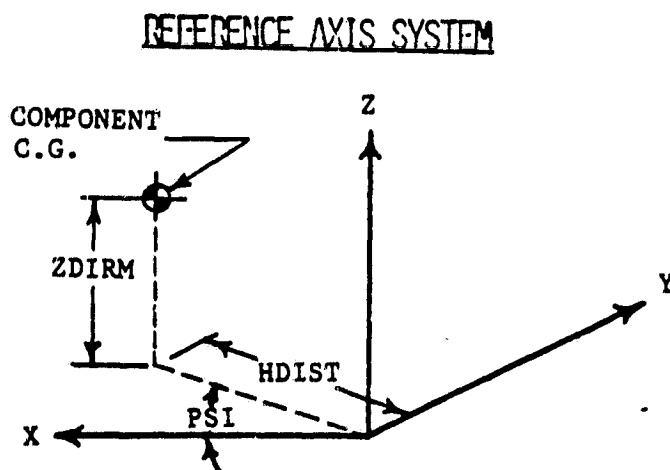 REFERENCE AXIS SYSTEM
COMPONENT
C.G.
Z
ZDIRM
Y
HDIST
PSI
X